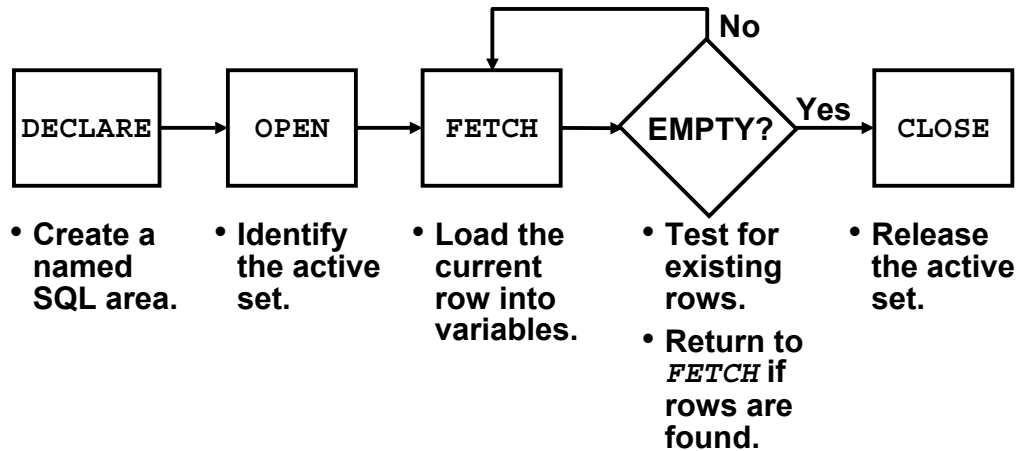 No
DECLARE
OPEN
FETCH
EMPTY?
Yes
CLOSE
• Create a
named
SQL area.
• Identify
the active
set.
• Load the
current
row into
variables.
• Test for
existing
rows.
• Return to
FETCH if
rows are
found.
• Release
the active
set.